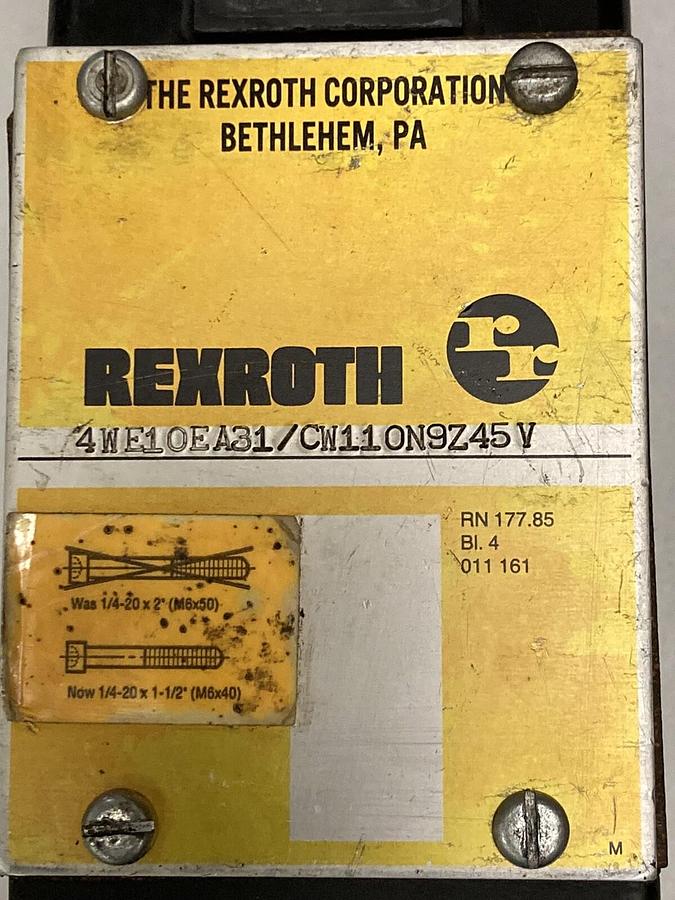 THE REXROTH CORPORATION
BETHLEHEM, PA
rr
REXROTH
4WE10EA31/CW110N9Z45V
RN 177.85
Bl. 4
011 161
Was 1/4-20 x 2" (M6x50)
Now 1/4-20 x 1-1/2" (M6x40)
M